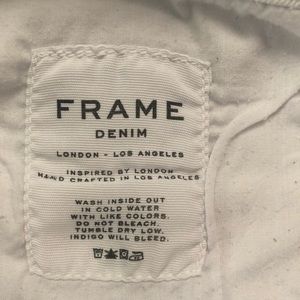 FRAME
DENIM
LONDON - LOS ANGELES
INSPIRED BY LONDON
HAND CRAFTED IN LOS ANGELES
WASH INSIDE OUT
IN COLD WATER
WITH LIKE COLORS.
DO NOT BLEACH.
TUMBLE DRY LOW.
INDIGO WILL BLEED.